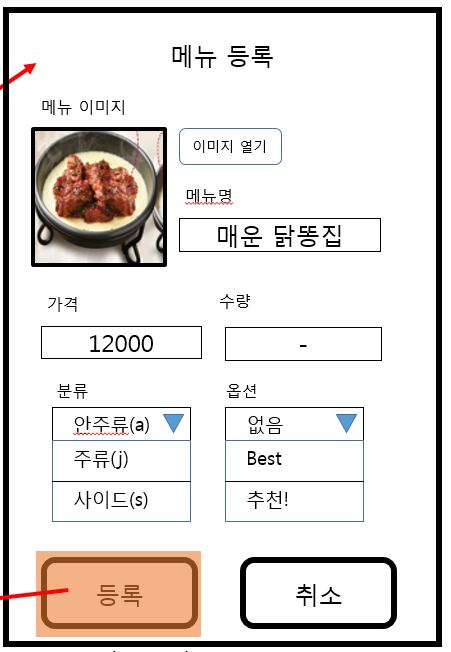 메뉴 등록
메뉴 이미지
이미지 열기
메뉴명
매운 닭똥집
가격
수량
12000
-
분류
옵션
안주류(a)
없음
주류(j)
Best
사이드(s)
추천!
등록
취소